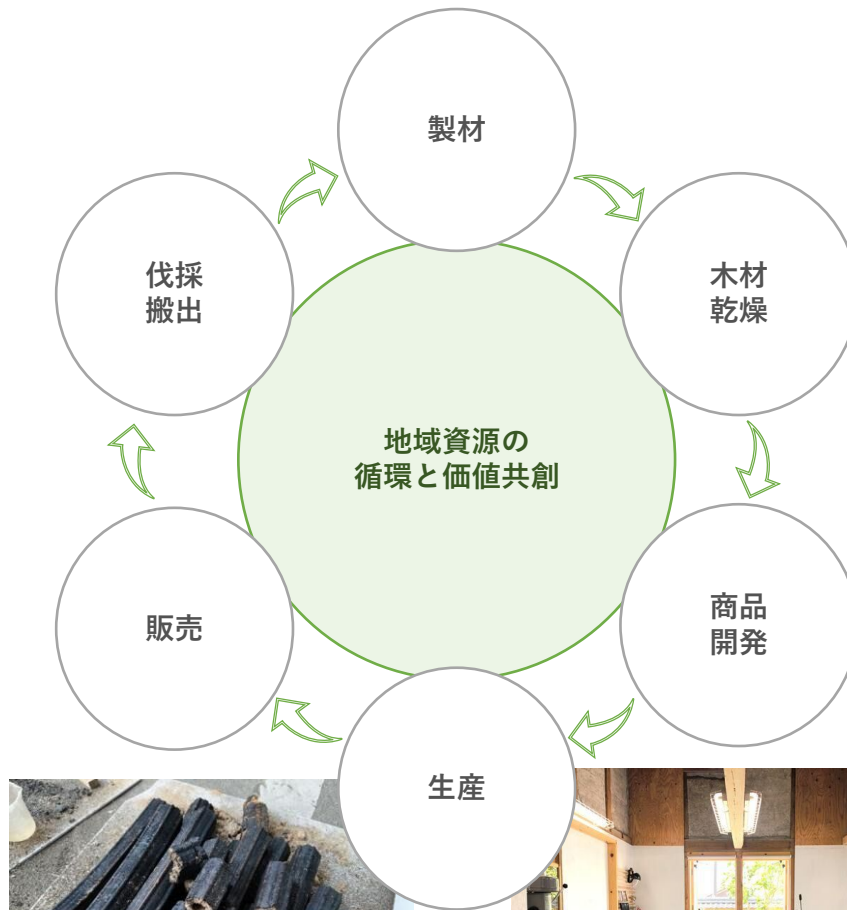 製材
木材
乾燥
商品
開発
生産
販売
伐採
搬出
地域資源の
循環と価値共創